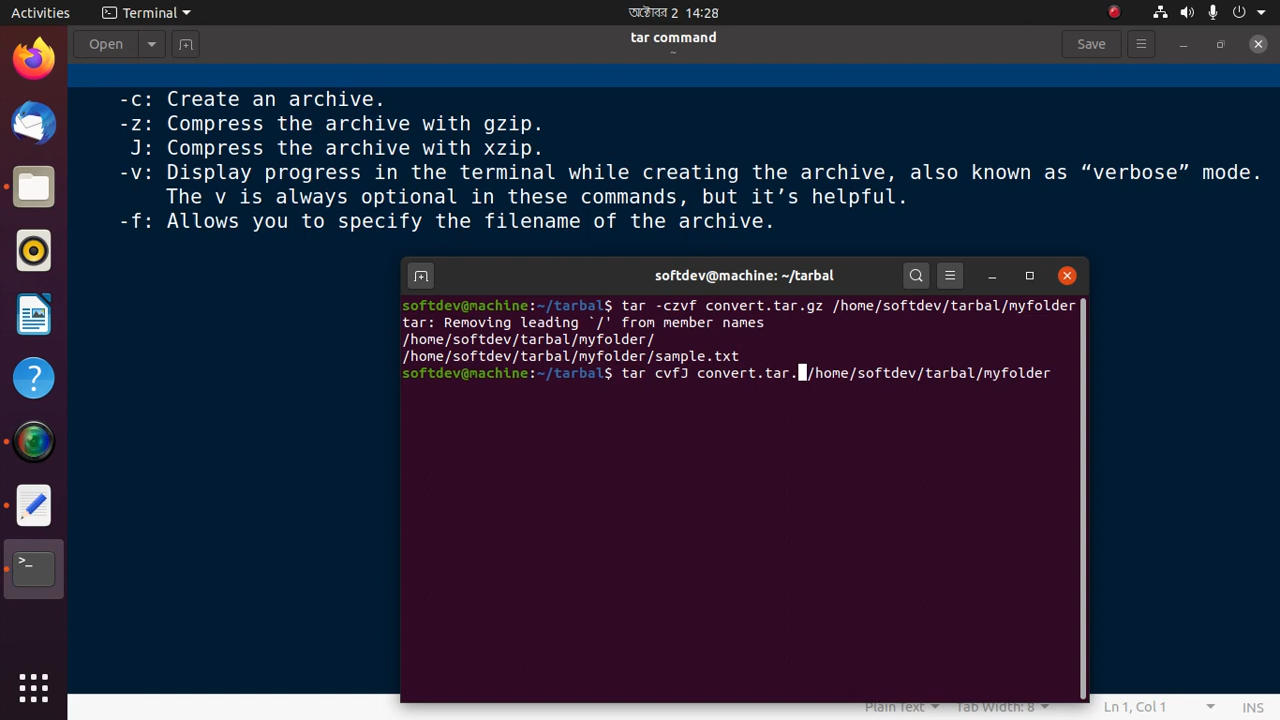 Activities
Terminal
অক্টোবর 2 14:28
Open
tar command
~
Save
-c: Create an archive.
-z: Compress the archive with gzip.
J: Compress the archive with xzip.
-v: Display progress in the terminal while creating the archive, also known as “verbose” mode.
The v is always optional in these commands, but it’s helpful.
-f: Allows you to specify the filename of the archive.
softdev@machine: ~/tarbal
softdev@machine:~/tarbal$ tar -czvf convert.tar.gz /home/softdev/tarbal/myfolder
tar: Removing leading `/' from member names
/home/softdev/tarbal/myfolder/
/home/softdev/tarbal/myfolder/sample.txt
softdev@machine:~/tarbal$ tar cvfJ convert.tar. /home/softdev/tarbal/myfolder
Plain Text
Tab Width: 8
Ln 1, Col 1
INS